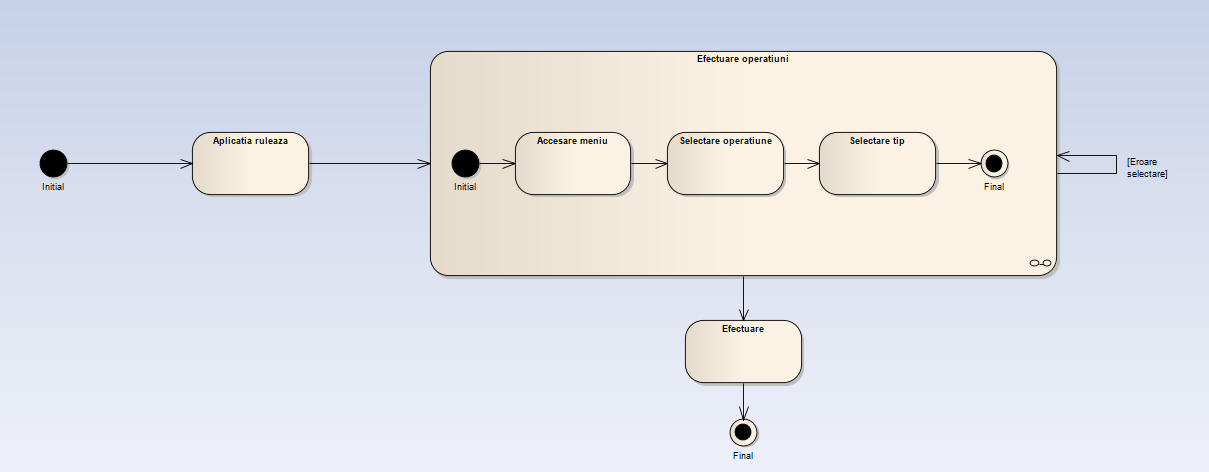 Efectuare operatiuni
Aplicatia ruleaza
Accesare meniu
Selectare operatiune
Selectare tip
[Eroare
selectare]
Initial
Initial
Final
Efectuare
Final